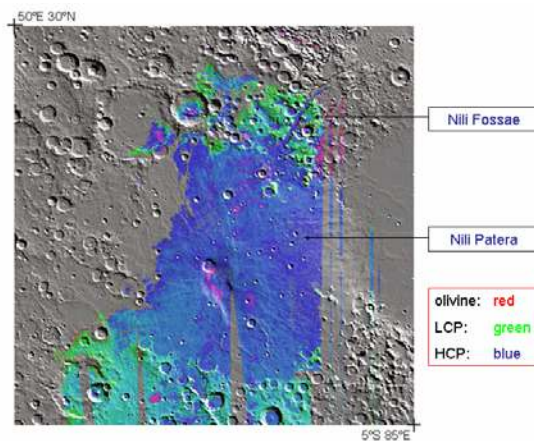 50°E 30°N
Nili Fossae
Nili Patera
olivine: red
LCP: green
HCP: blue
5°S 85°E